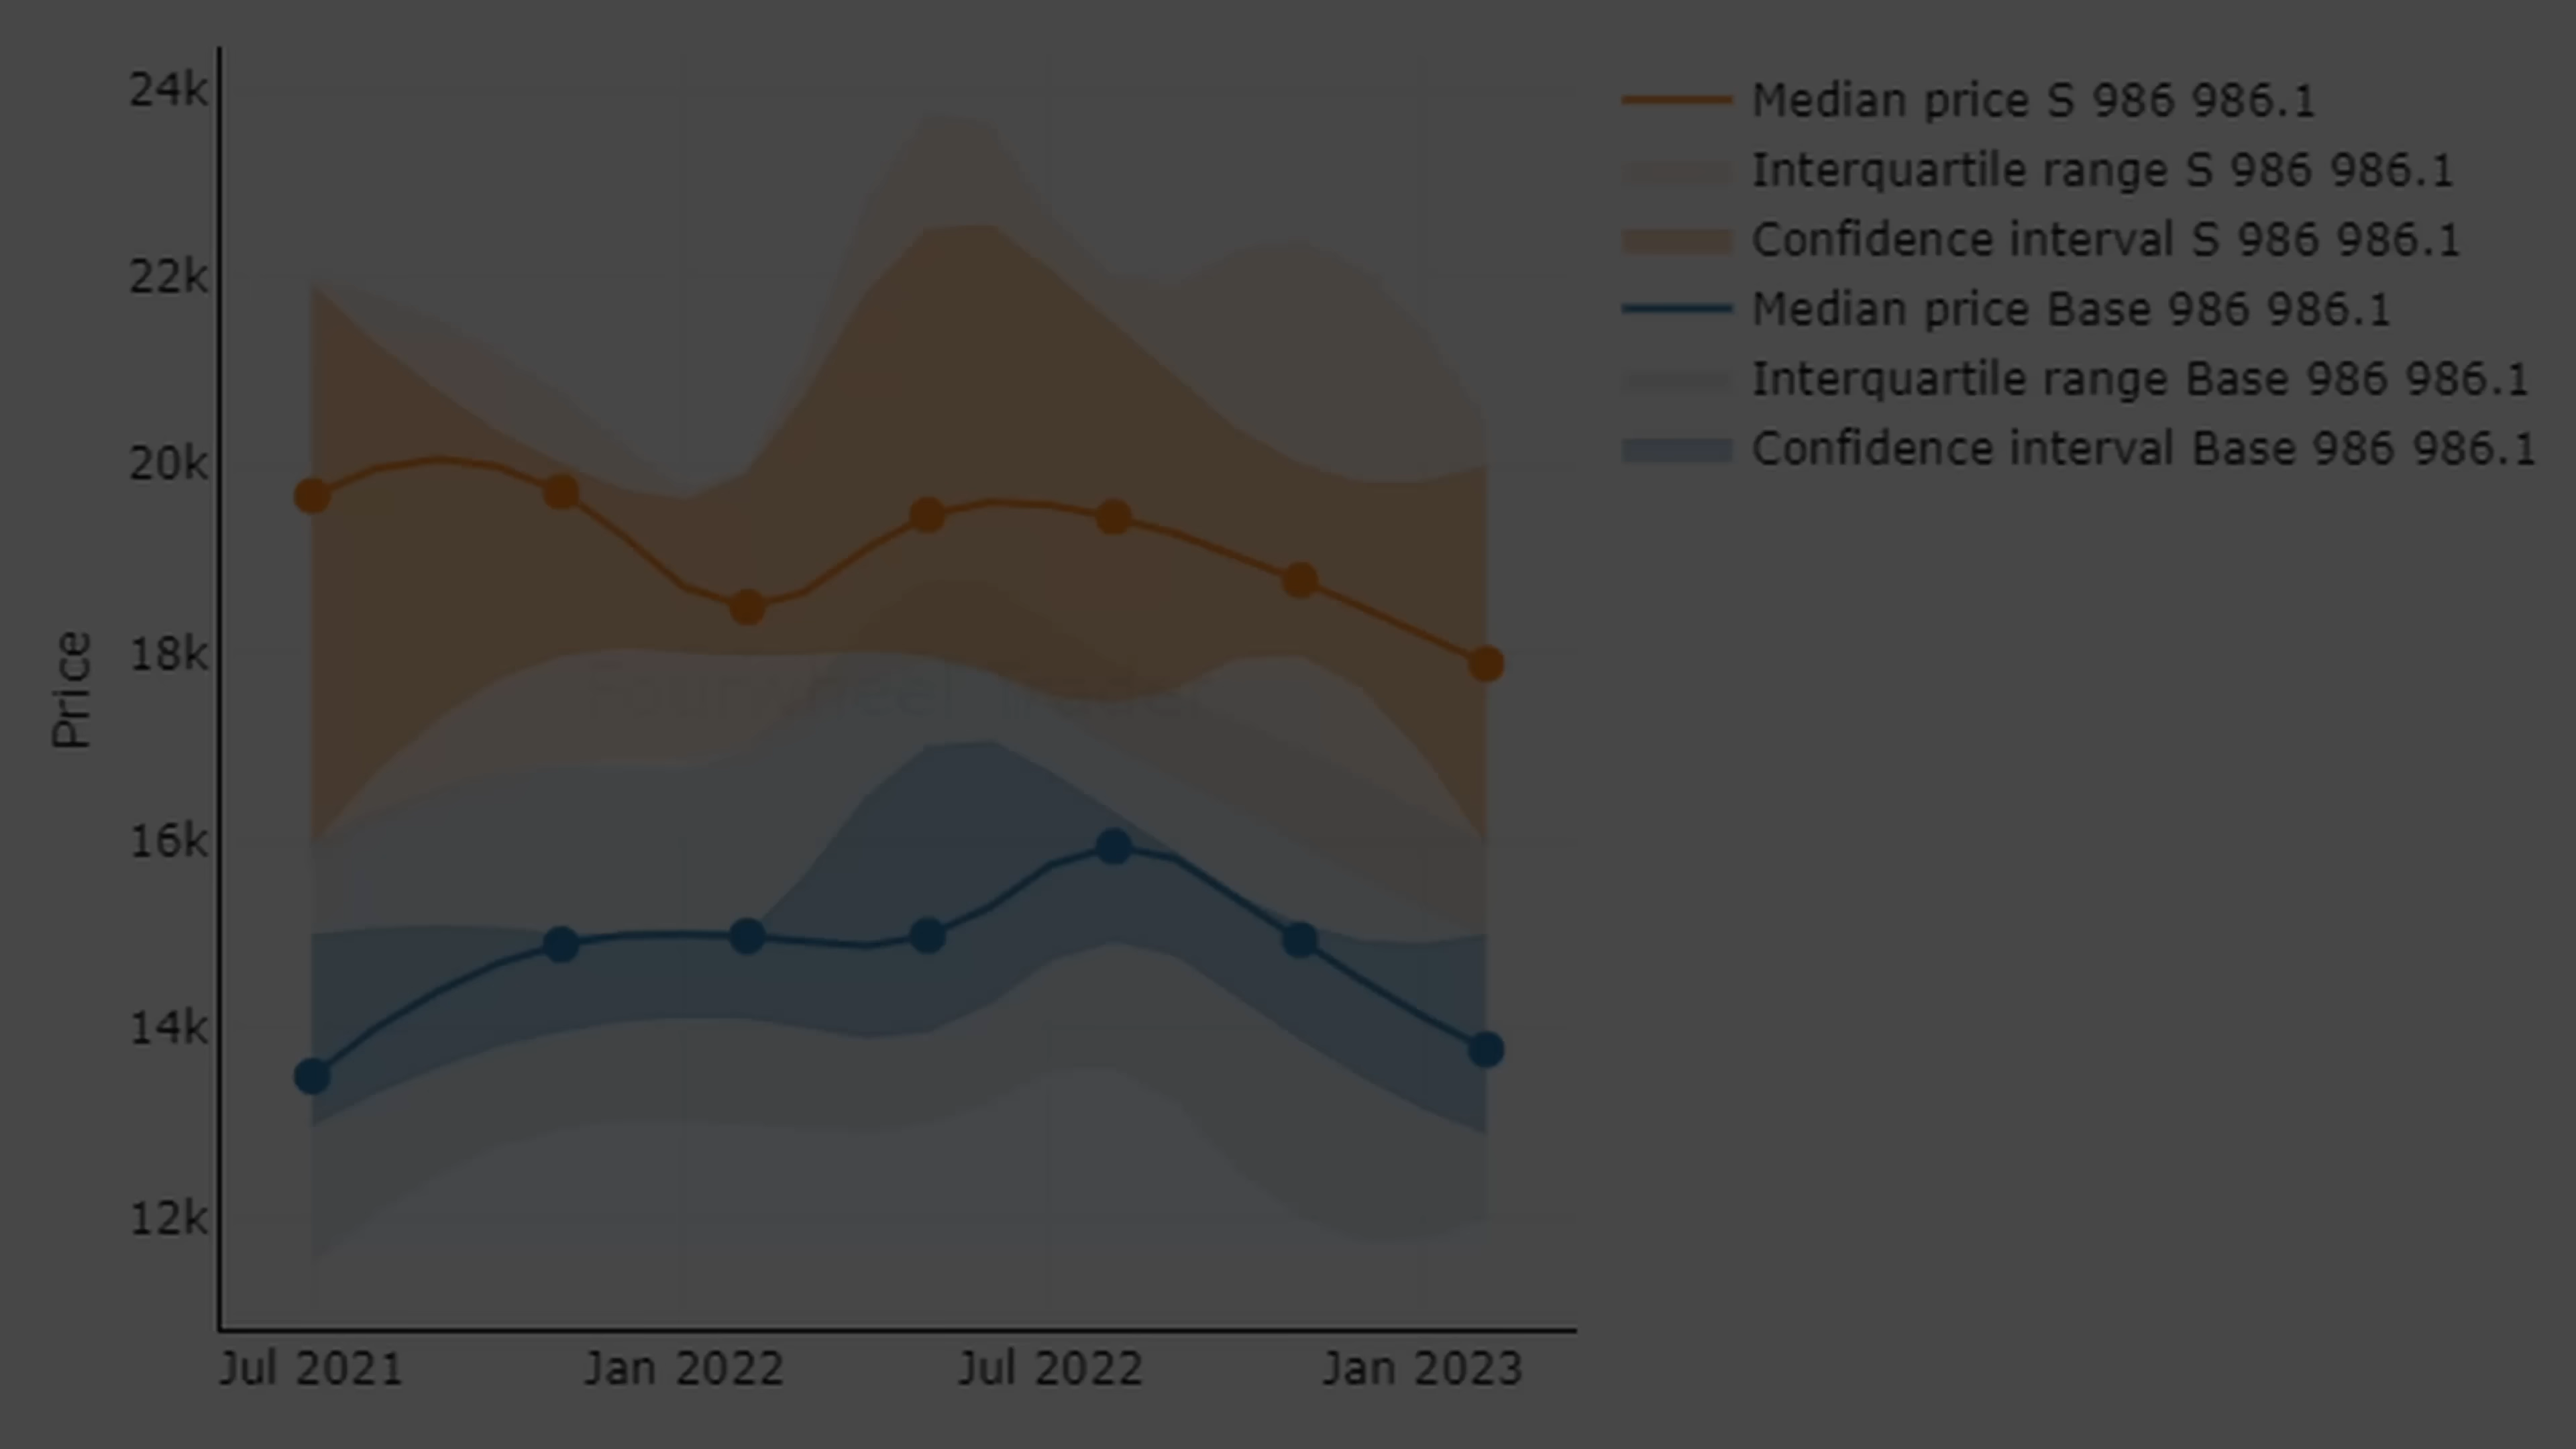 24k
22k
20k
18k
16k
14k
12k
Price
Jul 2021
Jan 2022
Jul 2022
Jan 2023
Median price S 986 986.1
Interquartile range S 986 986.1
Confidence interval S 986 986.1
Median price Base 986 986.1
Interquartile range Base 986 986.1
Confidence interval Base 986 986.1